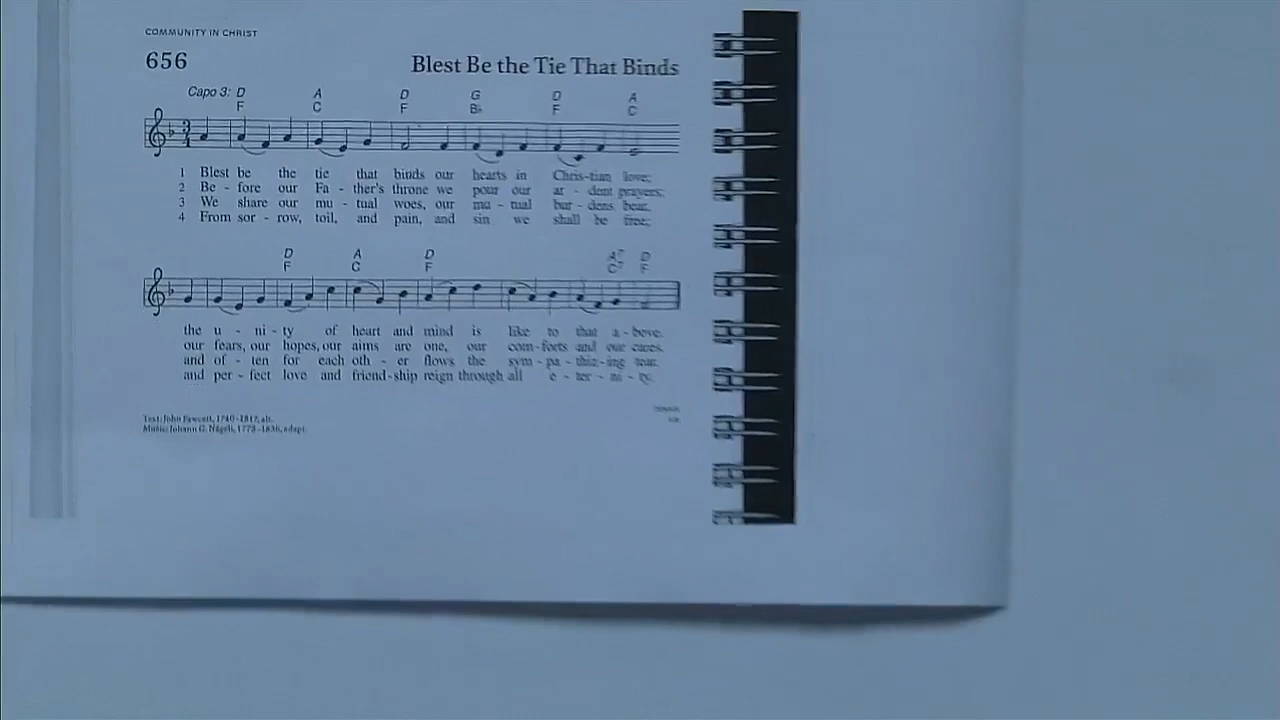 COMMUNITY IN CHRIST
656
Blest Be the Tie That Binds
Capo 3: D A D G D A
F C F B♭ F C
1 Blest be the tie that binds our hearts in Chris-tian love;
2 Be - fore our Fa - ther's throne we pour our ar - dent prayers;
3 We share our mu - tual woes, our mu - tual bur - dens bear,
4 From sor - row, toil, and pain, and sin we shall be free;
D A D A7 D
F C F C7 F
the u - ni - ty of heart and mind is like to that a - bove.
our fears, our hopes, our aims are one, our com-forts and our cares.
and of - ten for each oth - er flows the sym - pa - thiz - ing tear.
and per - fect love and friend-ship reign through all e - ter - ni - ty.
Text: John Fawcett, 1740-1817, alt.
Music: Johann G. Nägeli, 1773-1836, adapt.